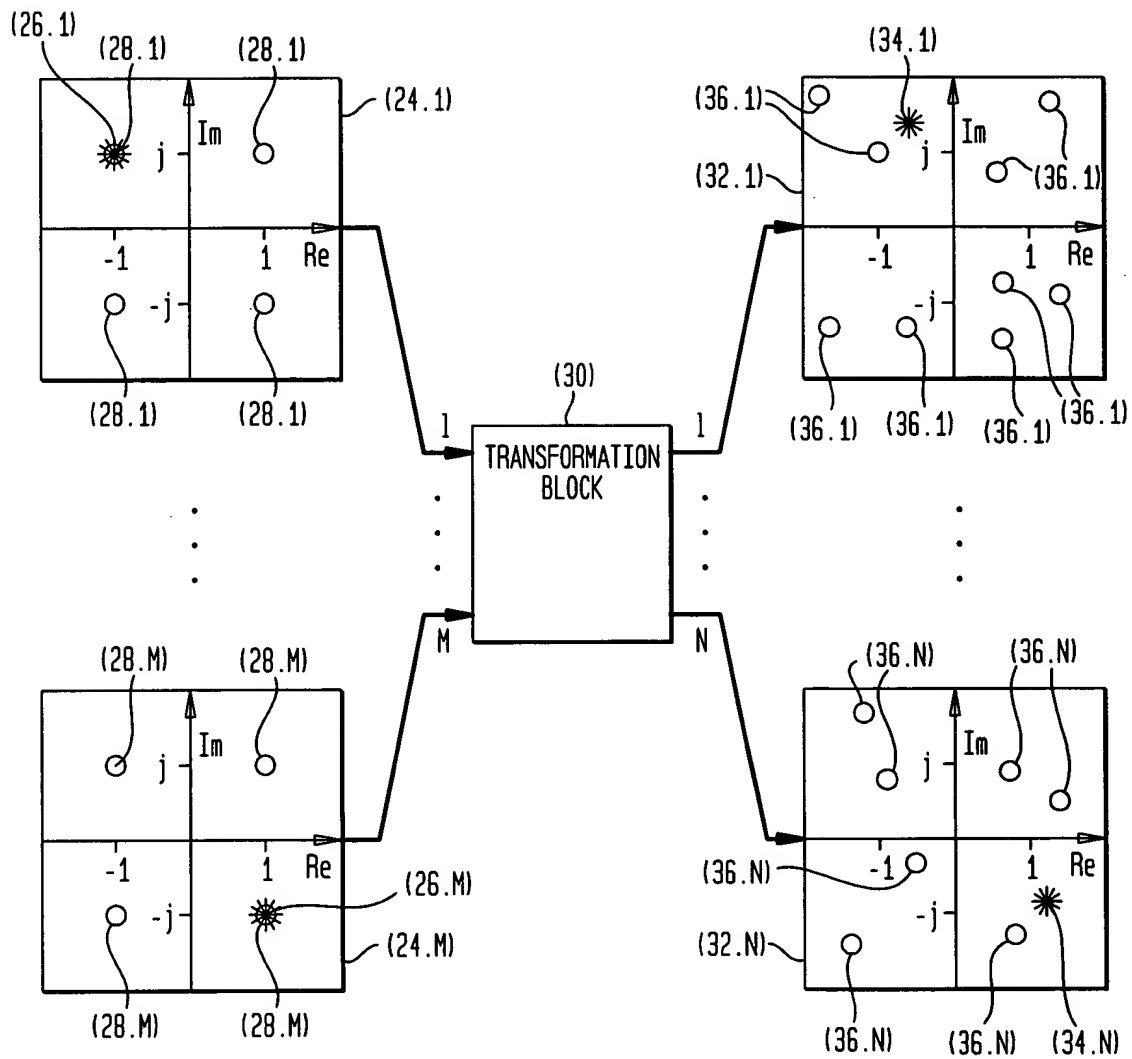 (26.1)
(28.1)
(28.1)
(24.1)
Im
j
-1
1
Re
-j
(28.1)
(28.1)
(34.1)
(36.1)
(32.1)
Im
j
(36.1)
-1
1
Re
-j
(36.1)
(36.1)
(36.1)
(36.1)
(30)
1
TRANSFORMATION
BLOCK
1
M
N
(28.M)
(28.M)
Im
j
-1
1
Re
-j
(26.M)
(24.M)
(28.M)
(28.M)
(36.N)
(36.N)
Im
j
-1
1
Re
(36.N)
-j
(32.N)
(36.N)
(36.N)
(34.N)